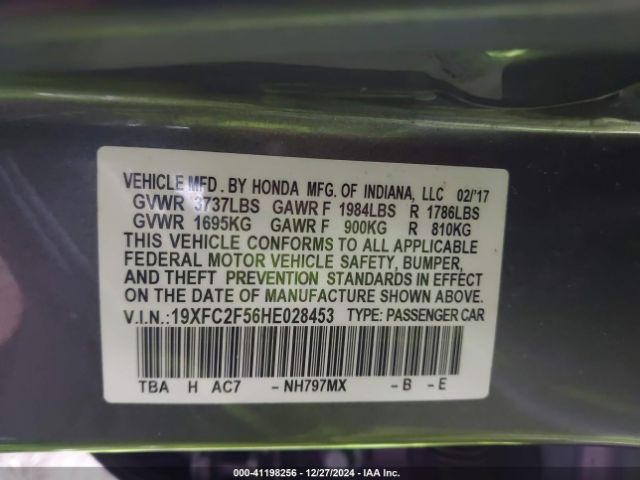 VEHICLE MFD. BY HONDA MFG. OF INDIANA, LLC 02/'17
GVWR 3737LBS GAWR F 1984LBS R 1786LBS
GVWR 1695KG GAWR F 900KG R 810KG
THIS VEHICLE CONFORMS TO ALL APPLICABLE
FEDERAL MOTOR VEHICLE SAFETY, BUMPER,
AND THEFT PREVENTION STANDARDS IN EFFECT
ON THE DATE OF MANUFACTURE SHOWN ABOVE.
V.I.N.:19XFC2F56HE028453 TYPE: PASSENGER CAR
TBA H AC7 - NH797MX - B - E
000-41198256 - 12/27/2024 - IAA Inc.